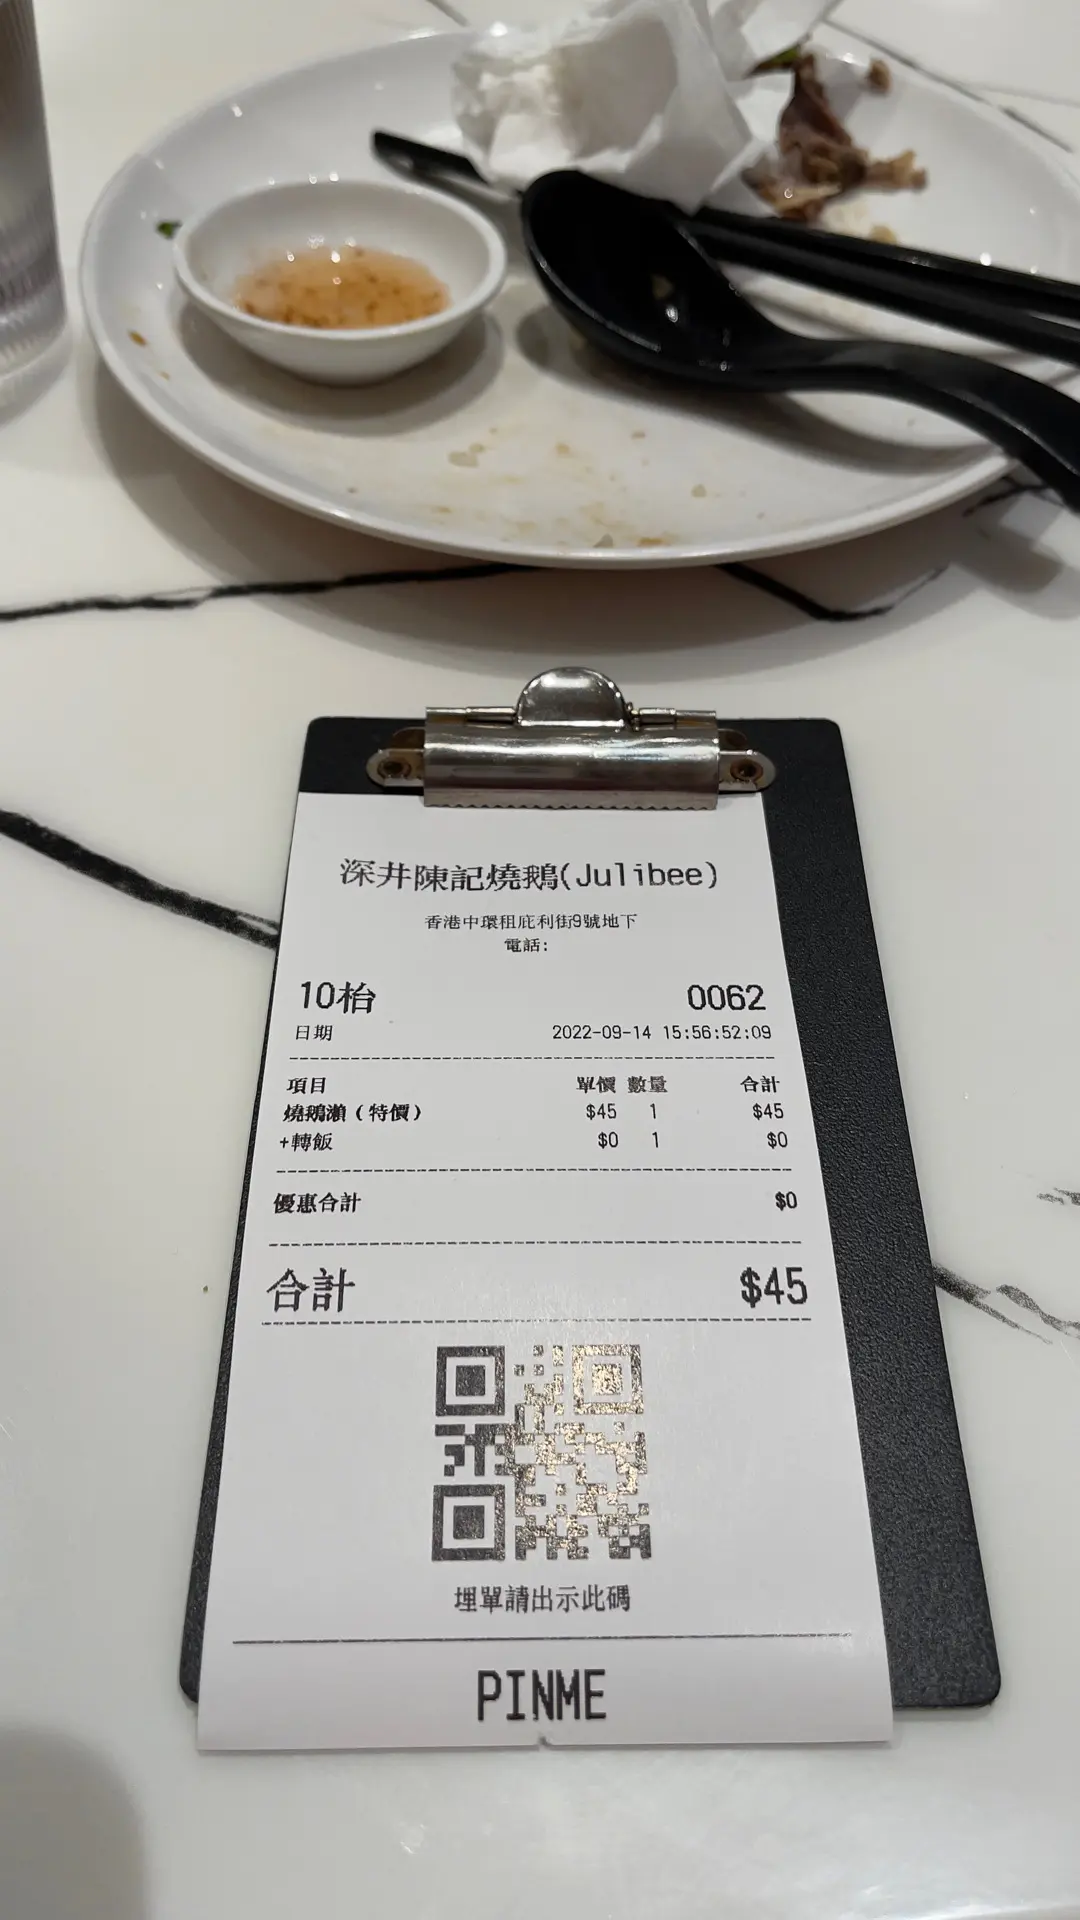 深井陳記燒鵝(Julibee)
香港中環租庇利街9號地下
電話:
10枱 0062
日期 2022-09-14 15:56:52:09
項目 單價 數量 合計
燒鵝瀨（特價） $45 1 $45
+轉飯 $0 1 $0
優惠合計 $0
合計 $45
埋單請出示此碼
PINME